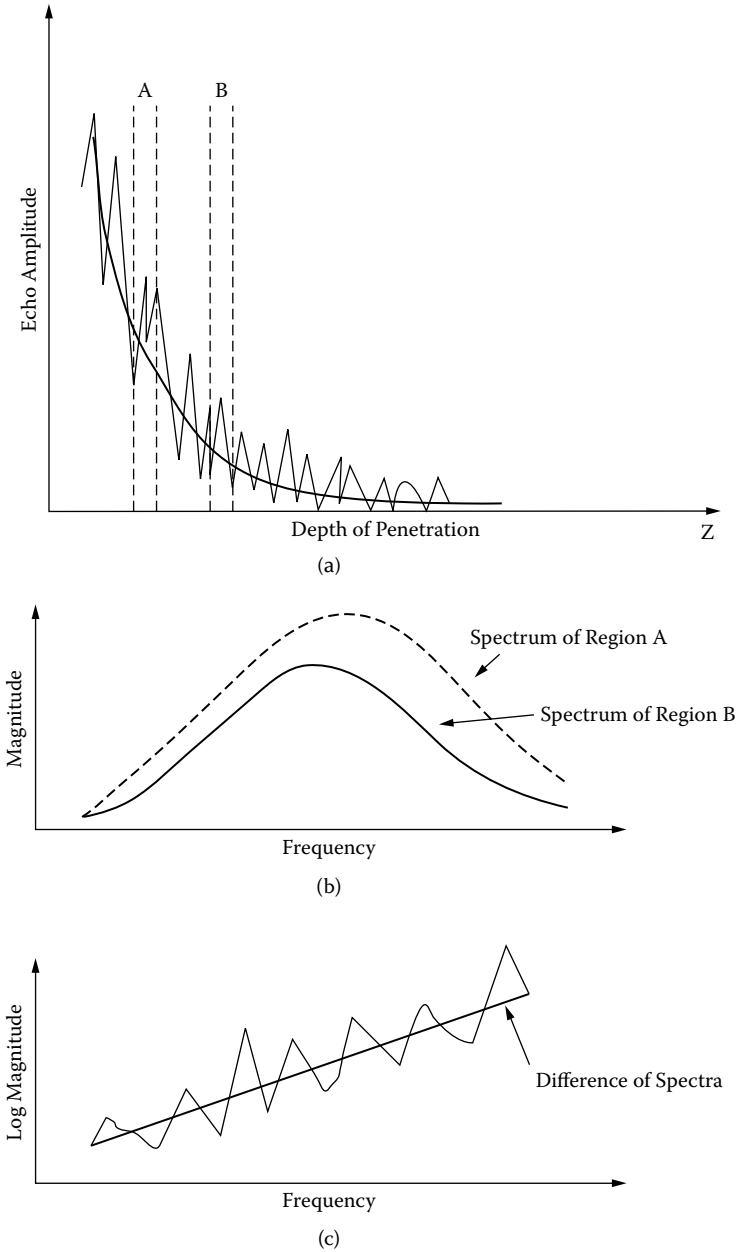 A
B
Echo Amplitude
Depth of Penetration
Z
(a)
Spectrum of Region A
Spectrum of Region B
Magnitude
Frequency
(b)
Log Magnitude
Difference of Spectra
Frequency
(c)